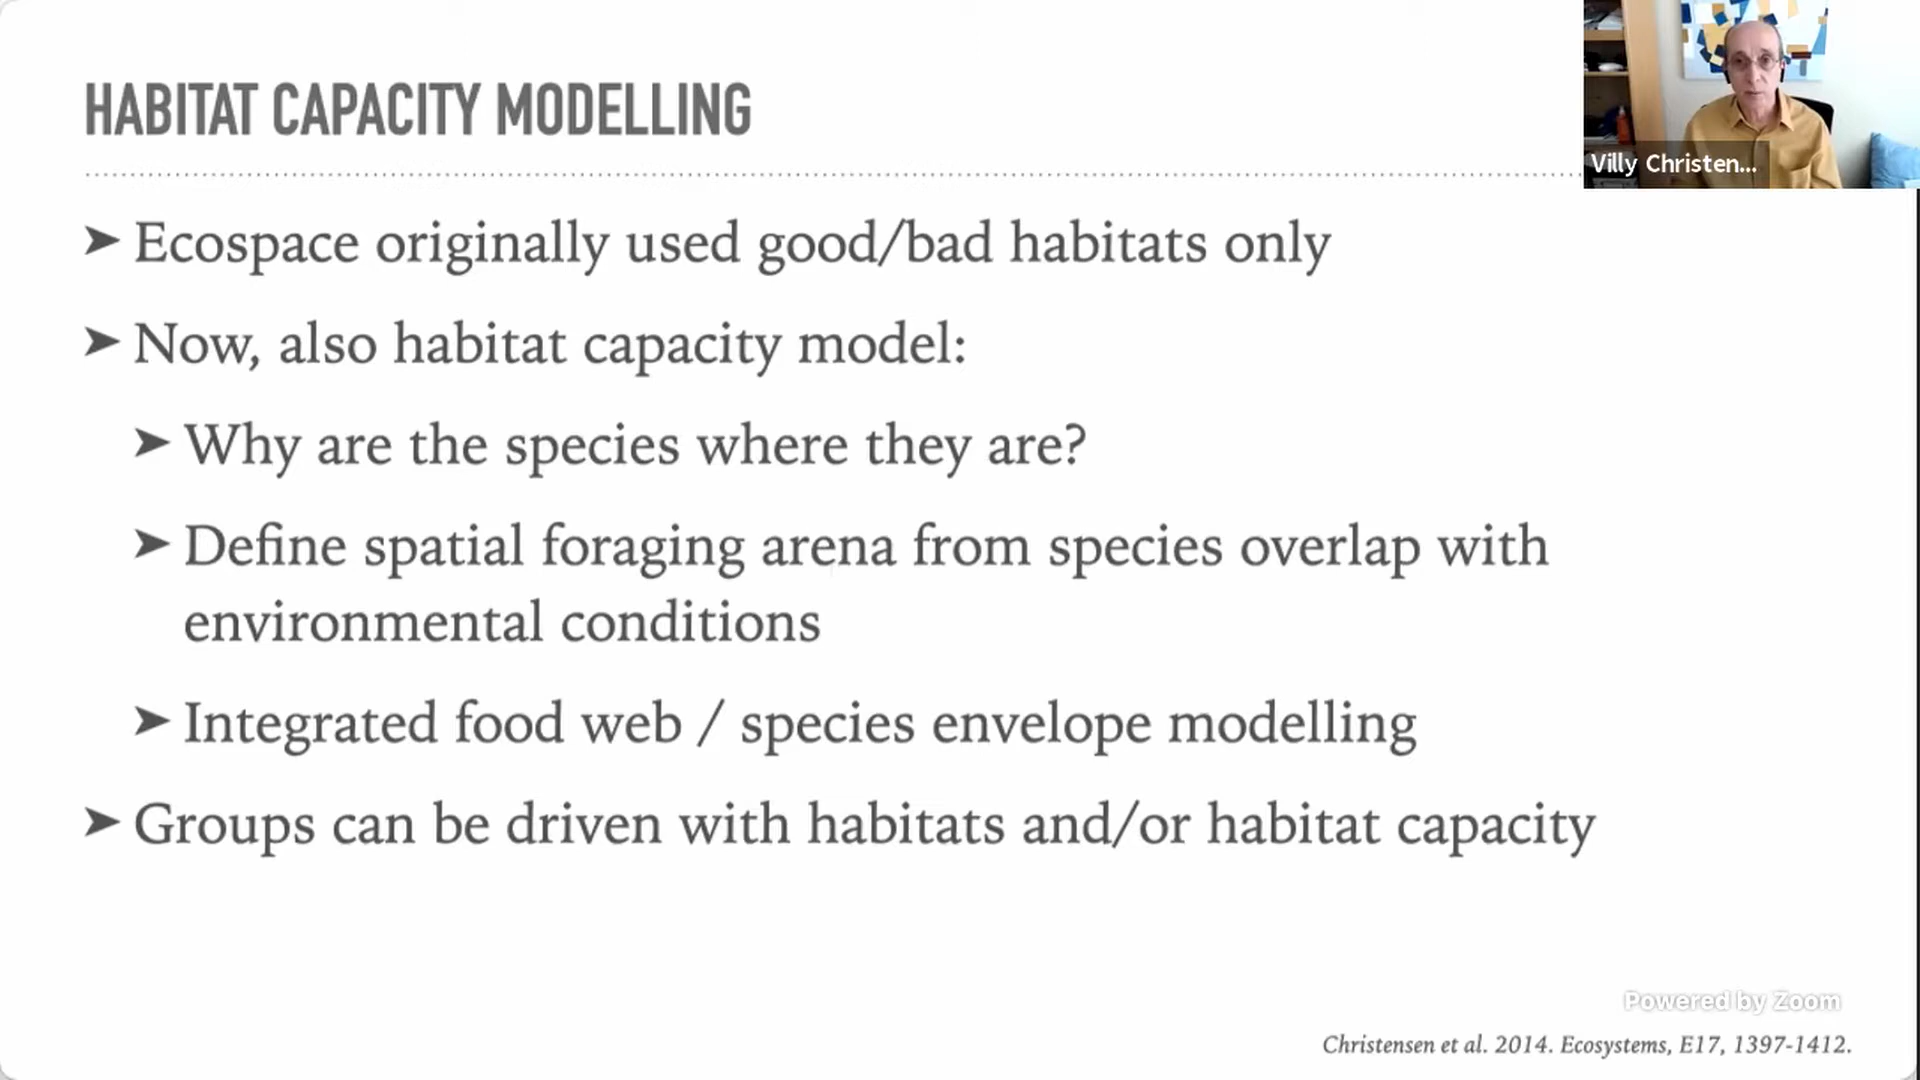 HABITAT CAPACITY MODELLING
Villy Christen...
➤ Ecospace originally used good/bad habitats only
➤ Now, also habitat capacity model:
➤ Why are the species where they are?
➤ Define spatial foraging arena from species overlap with
environmental conditions
➤ Integrated food web / species envelope modelling
➤ Groups can be driven with habitats and/or habitat capacity
Powered by Zoom
Christensen et al. 2014. Ecosystems, E17, 1397-1412.